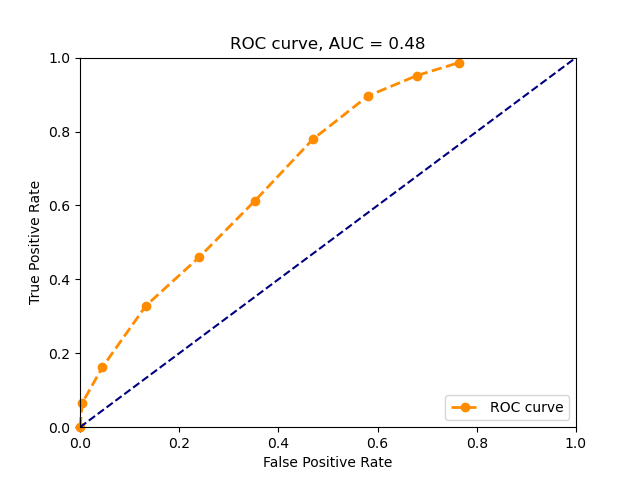 ROC curve, AUC = 0.48
1.0
0.8
0.6
0.4
0.2
0.0
True Positive Rate
0.0 0.2 0.4 0.6 0.8 1.0
False Positive Rate
ROC curve